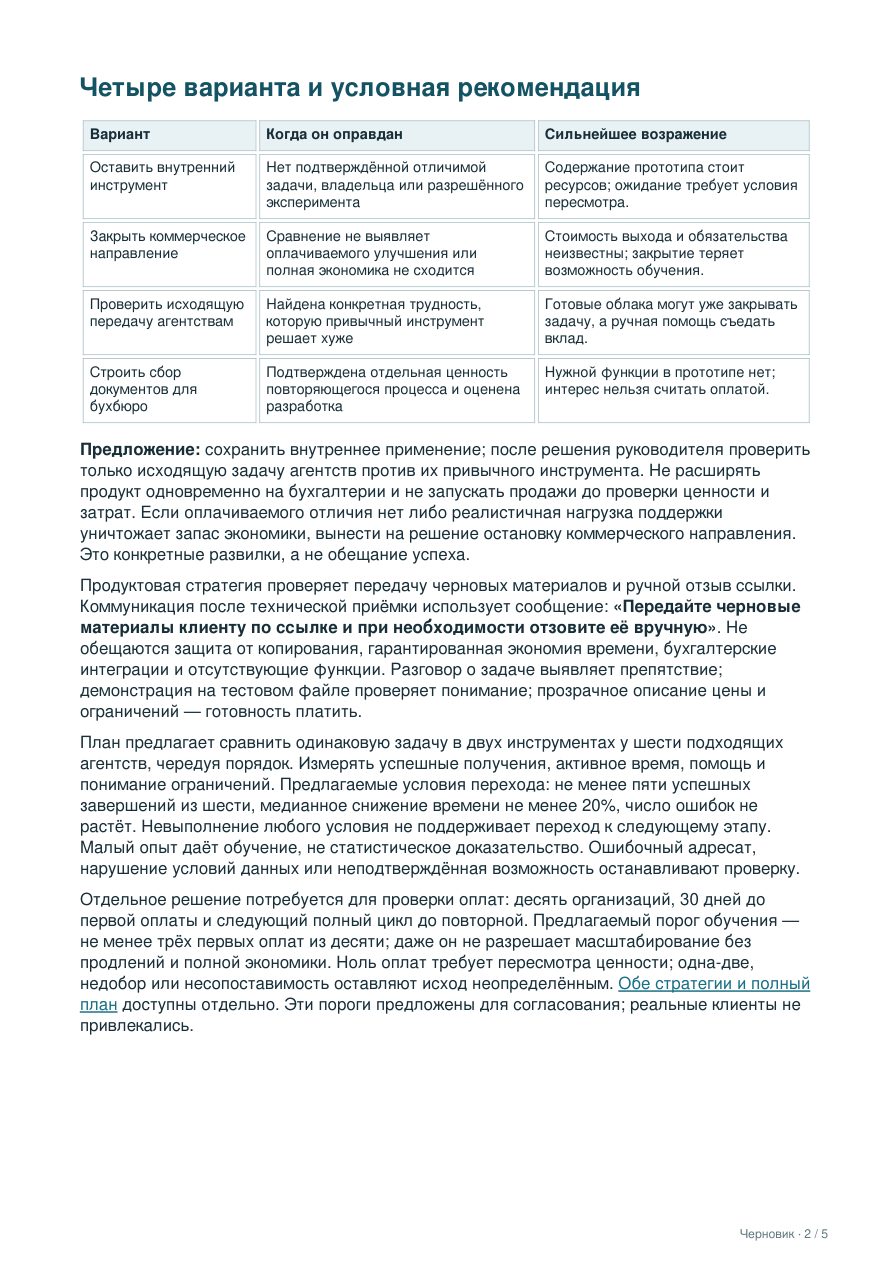 Четыре варианта и условная рекомендация
Вариант
Когда он оправдан
Сильнейшее возражение
Оставить внутренний
инструмент
Нет подтверждённой отличимой
задачи, владельца или разрешённого
эксперимента
Содержание прототипа стоит
ресурсов; ожидание требует условия
пересмотра.
Закрыть коммерческое
направление
Сравнение не выявляет
оплачиваемого улучшения или
полная экономика не сходится
Стоимость выхода и обязательства
неизвестны; закрытие теряет
возможность обучения.
Проверить исходящую
передачу агентствам
Найдена конкретная трудность,
которую привычный инструмент
решает хуже
Готовые облака могут уже закрывать
задачу, а ручная помощь съедать
вклад.
Строить сбор
документов для
бухбюро
Подтверждена отдельная ценность
повторяющегося процесса и оценена
разработка
Нужной функции в прототипе нет;
интерес нельзя считать оплатой.
Предложение: сохранить внутреннее применение; после решения руководителя проверить
только исходящую задачу агентств против их привычного инструмента. Не расширять
продукт одновременно на бухгалтерии и не запускать продажи до проверки ценности и
затрат. Если оплачиваемого отличия нет либо реалистичная нагрузка поддержки
уничтожает запас экономики, вынести на решение остановку коммерческого направления.
Это конкретные развилки, а не обещание успеха.
Продуктовая стратегия проверяет передачу черновых материалов и ручной отзыв ссылки.
Коммуникация после технической приёмки использует сообщение: «Передайте черновые
материалы клиенту по ссылке и при необходимости отзовите её вручную». Не
обещаются защита от копирования, гарантированная экономия времени, бухгалтерские
интеграции и отсутствующие функции. Разговор о задаче выявляет препятствие;
демонстрация на тестовом файле проверяет понимание; прозрачное описание цены и
ограничений — готовность платить.
План предлагает сравнить одинаковую задачу в двух инструментах у шести подходящих
агентств, чередуя порядок. Измерять успешные получения, активное время, помощь и
понимание ограничений. Предлагаемые условия перехода: не менее пяти успешных
завершений из шести, медианное снижение времени не менее 20%, число ошибок не
растёт. Невыполнение любого условия не поддерживает переход к следующему этапу.
Малый опыт даёт обучение, не статистическое доказательство. Ошибочный адресат,
нарушение условий данных или неподтверждённая возможность останавливают проверку.
Отдельное решение потребуется для проверки оплат: десять организаций, 30 дней до
первой оплаты и следующий полный цикл до повторной. Предлагаемый порог обучения —
не менее трёх первых оплат из десяти; даже он не разрешает масштабирование без
продлений и полной экономики. Ноль оплат требует пересмотра ценности; одна-две,
недобор или несопоставимость оставляют исход неопределённым. Обе стратегии и полный
план доступны отдельно. Эти пороги предложены для согласования; реальные клиенты не
привлекались.
Черновик · 2 / 5